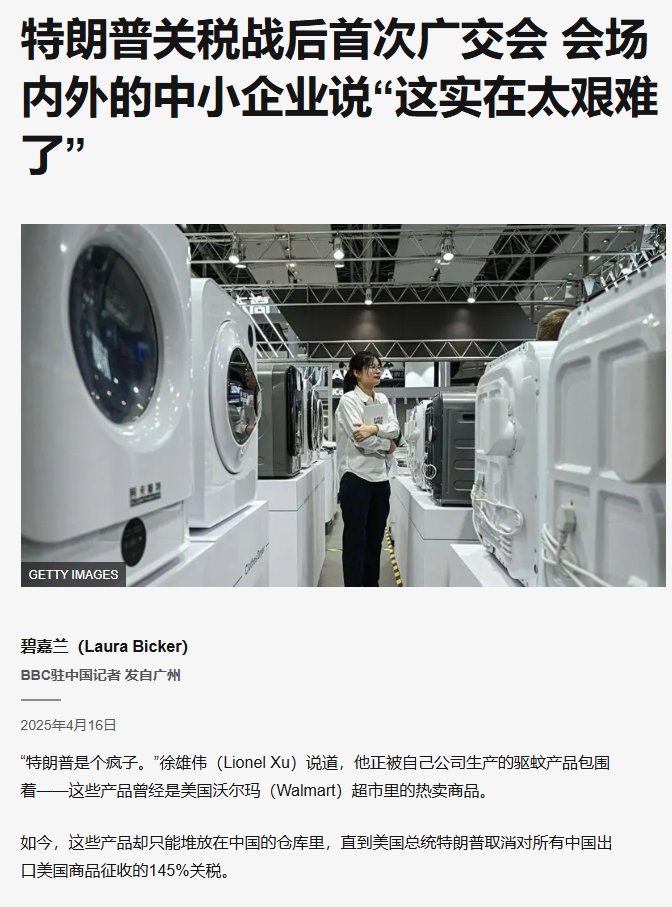 特朗普关税战后首次广交会 会场
内外的中小企业说“这实在太艰难
了”
GETTY IMAGES
碧嘉兰（Laura Bicker）
BBC驻中国记者 发自广州
2025年4月16日
“特朗普是个疯子。”徐雄伟（Lionel Xu）说道，他正被自己公司生产的驱蚊产品包围
着——这些产品曾经是美国沃尔玛（Walmart）超市里的热卖商品。
如今，这些产品却只能堆放在中国的仓库里，直到美国总统特朗普取消对所有中国出
口美国商品征收的145%关税。